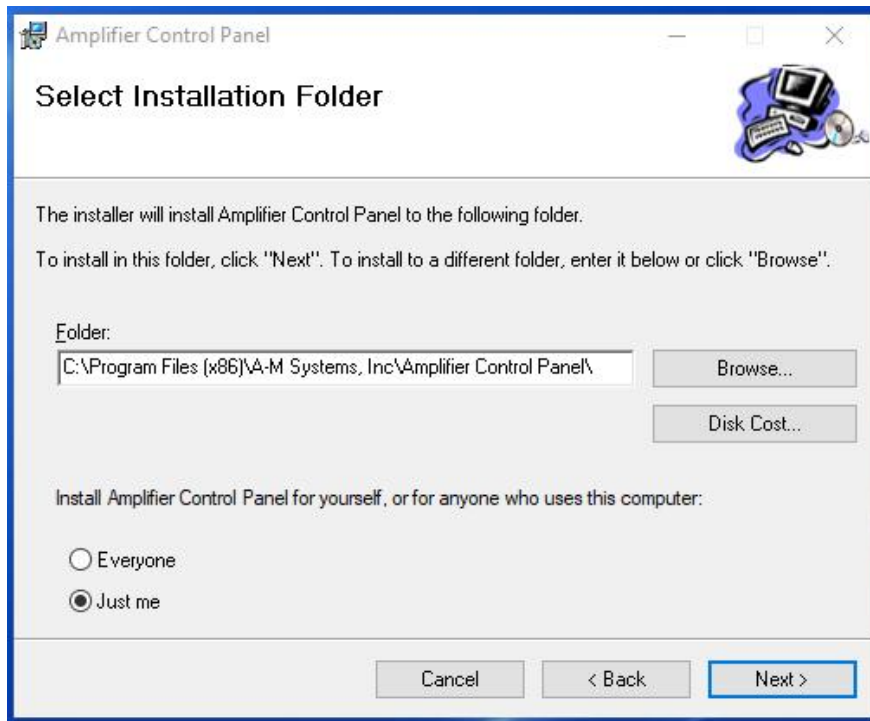 Amplifier Control Panel
Select Installation Folder
The installer will install Amplifier Control Panel to the following folder.
To install in this folder, click "Next". To install to a different folder, enter it below or click "Browse".
Folder:
C:\Program Files (x86)\A-M Systems, Inc\Amplifier Control Panel\
Browse...
Disk Cost...
Install Amplifier Control Panel for yourself, or for anyone who uses this computer:
Everyone
Just me
Cancel
< Back
Next >